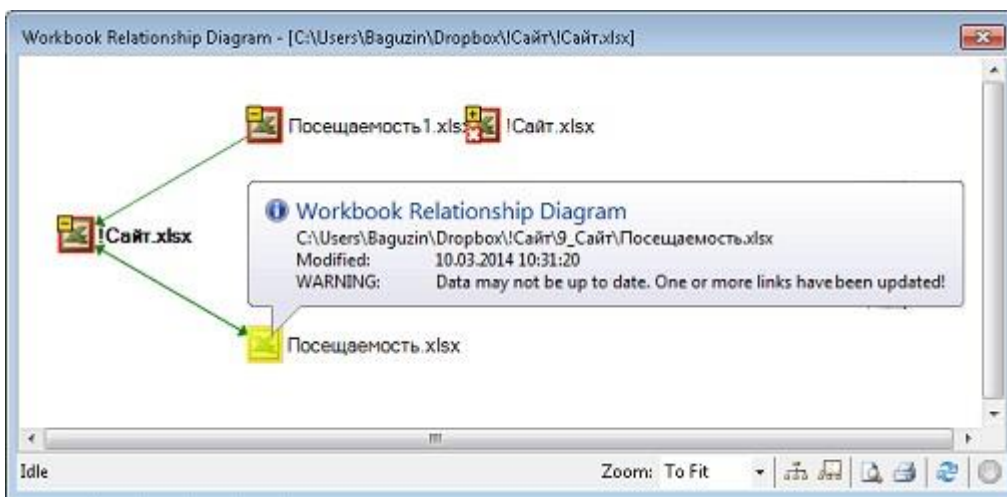 Workbook Relationship Diagram - [C:\Users\Baguzin\Dropbox\!Сайт\!Сайт.xlsx]
Посещаемость1.xlsx
!Сайт.xlsx
!Сайт.xlsx
Workbook Relationship Diagram
C:\Users\Baguzin\Dropbox\!Сайт\9_Сайт\Посещаемость.xlsx
Modified: 10.03.2014 10:31:20
WARNING: Data may not be up to date. One or more links have been updated!
Посещаемость.xlsx
Idle
Zoom: To Fit